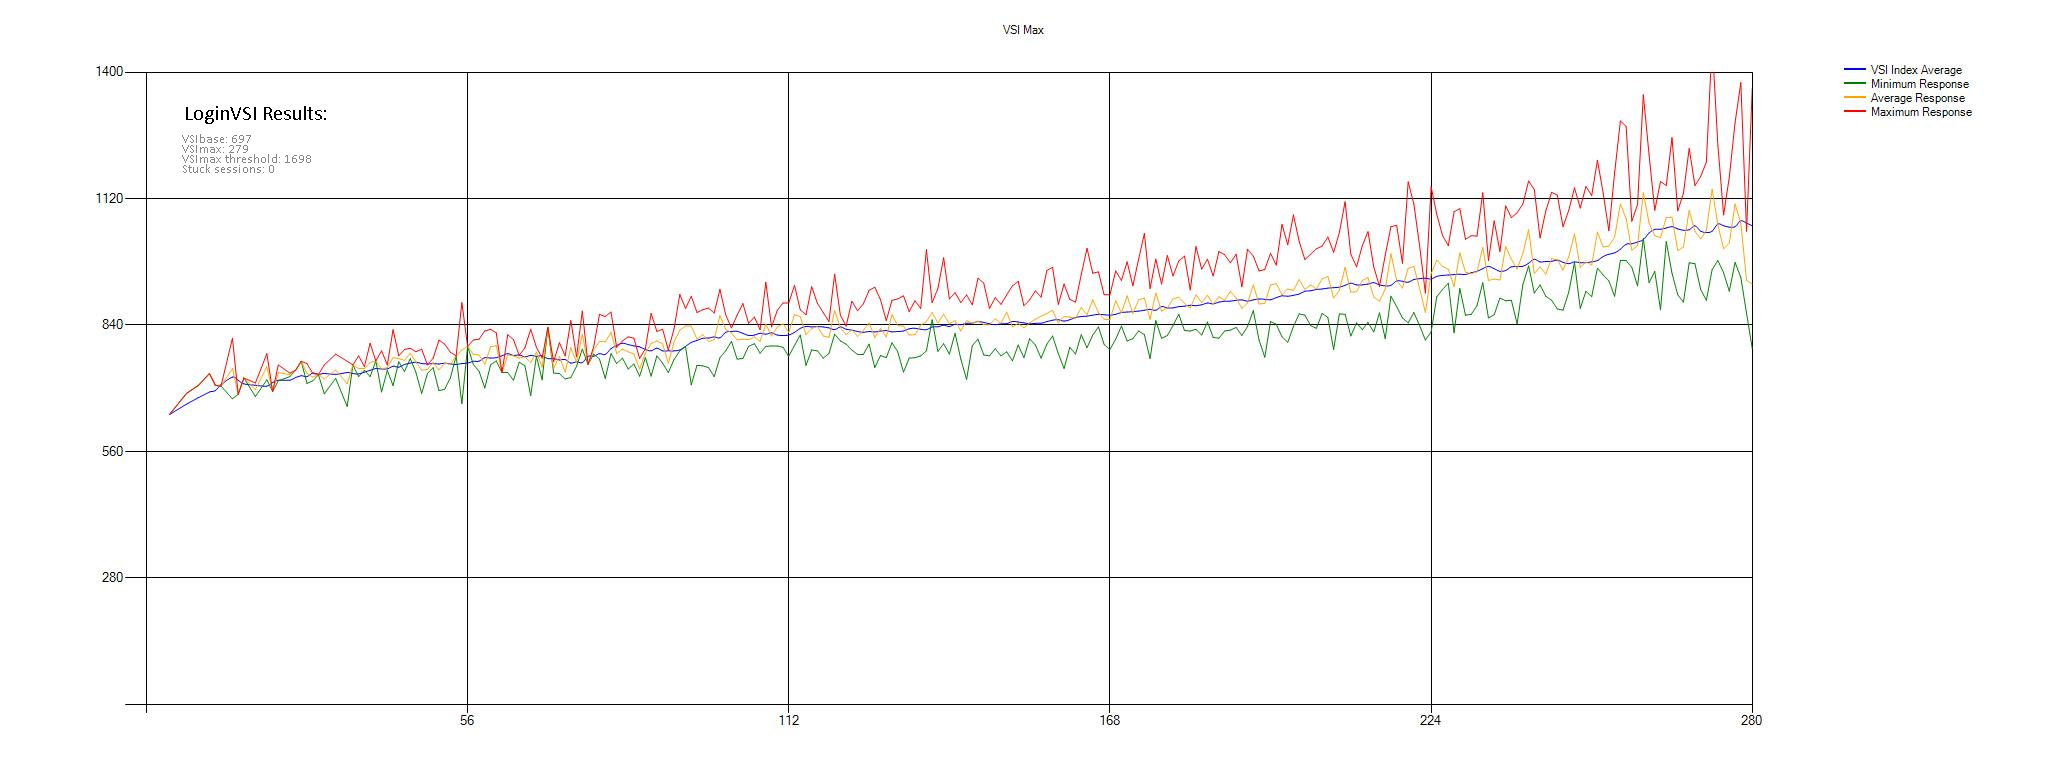 VSI Max
1400
1120
840
560
280
LoginVSI Results:
VSIbase: 697
VSImax: 279
VSImax threshold: 1698
Stuck sessions: 0
56
112
168
224
280
VSI Index Average
Minimum Response
Average Response
Maximum Response